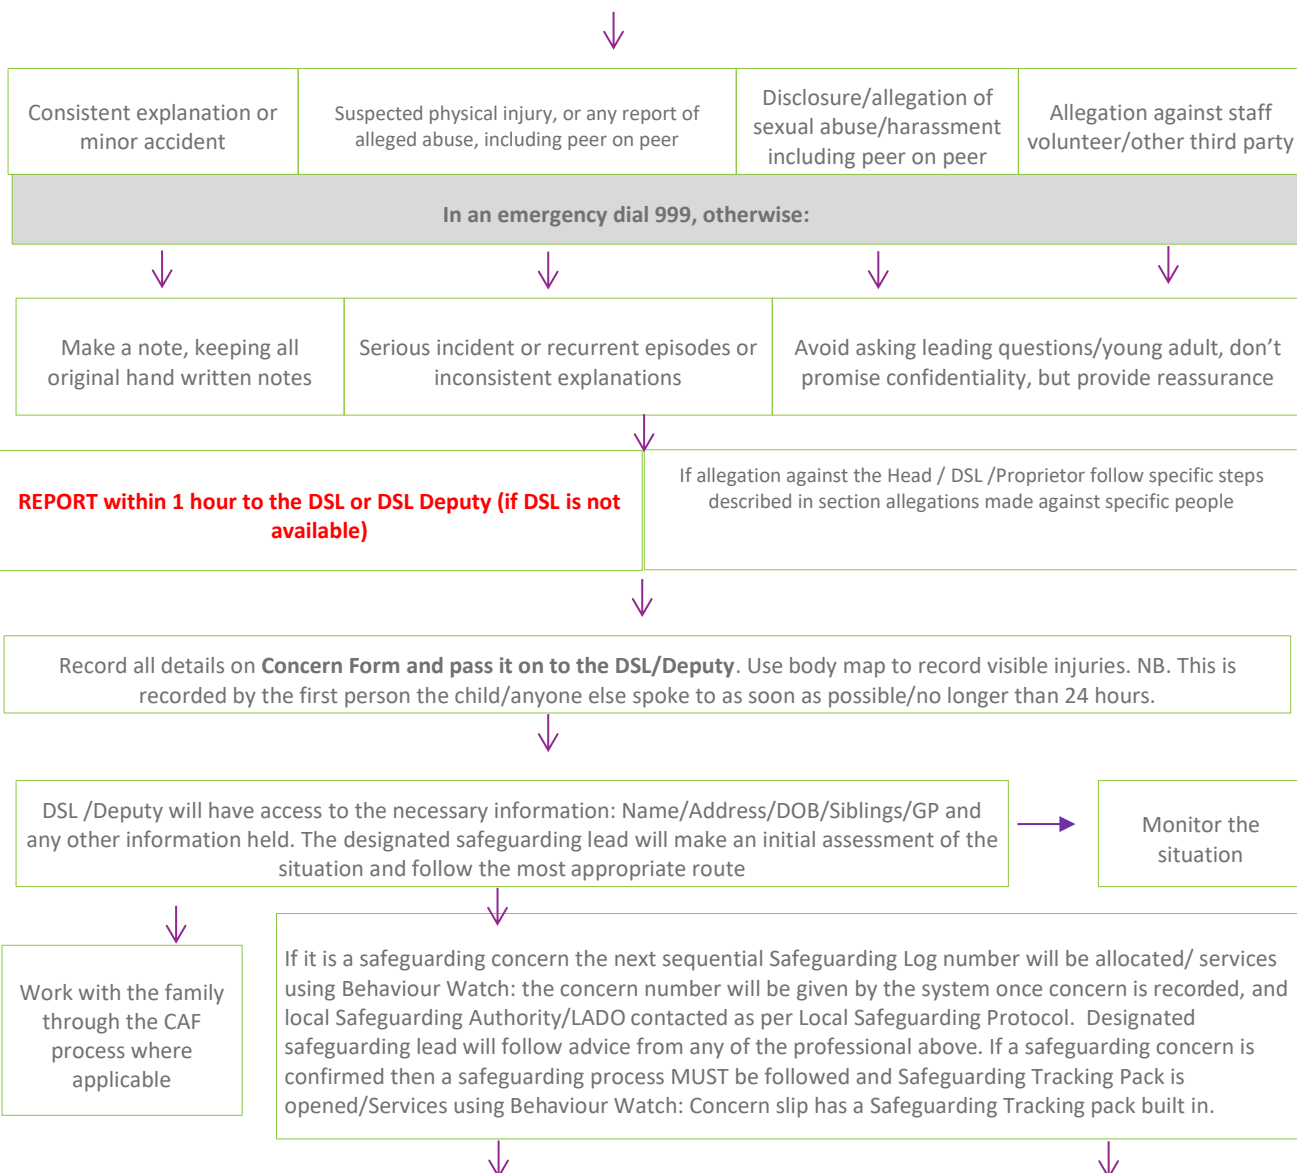 Consistent explanation or
minor accident
Suspected physical injury, or any report of
alleged abuse, including peer on peer
Disclosure/allegation of
sexual abuse/harassment
including peer on peer
Allegation against staff
volunteer/other third party
In an emergency dial 999, otherwise:
Make a note, keeping all
original hand written notes
Serious incident or recurrent episodes or
inconsistent explanations
Avoid asking leading questions/young adult, don’t
promise confidentiality, but provide reassurance
REPORT within 1 hour to the DSL or DSL Deputy (if DSL is not
available)
If allegation against the Head / DSL /Proprietor follow specific steps
described in section allegations made against specific people
Record all details on Concern Form and pass it on to the DSL/Deputy. Use body map to record visible injuries. NB. This is
recorded by the first person the child/anyone else spoke to as soon as possible/no longer than 24 hours.
DSL /Deputy will have access to the necessary information: Name/Address/DOB/Siblings/GP and
any other information held. The designated safeguarding lead will make an initial assessment of the
situation and follow the most appropriate route
Monitor the
situation
Work with the family
through the CAF
process where
applicable
If it is a safeguarding concern the next sequential Safeguarding Log number will be allocated/ services
using Behaviour Watch: the concern number will be given by the system once concern is recorded, and
local Safeguarding Authority/LADO contacted as per Local Safeguarding Protocol. Designated
safeguarding lead will follow advice from any of the professional above. If a safeguarding concern is
confirmed then a safeguarding process MUST be followed and Safeguarding Tracking Pack is
opened/Services using Behaviour Watch: Concern slip has a Safeguarding Tracking pack built in.